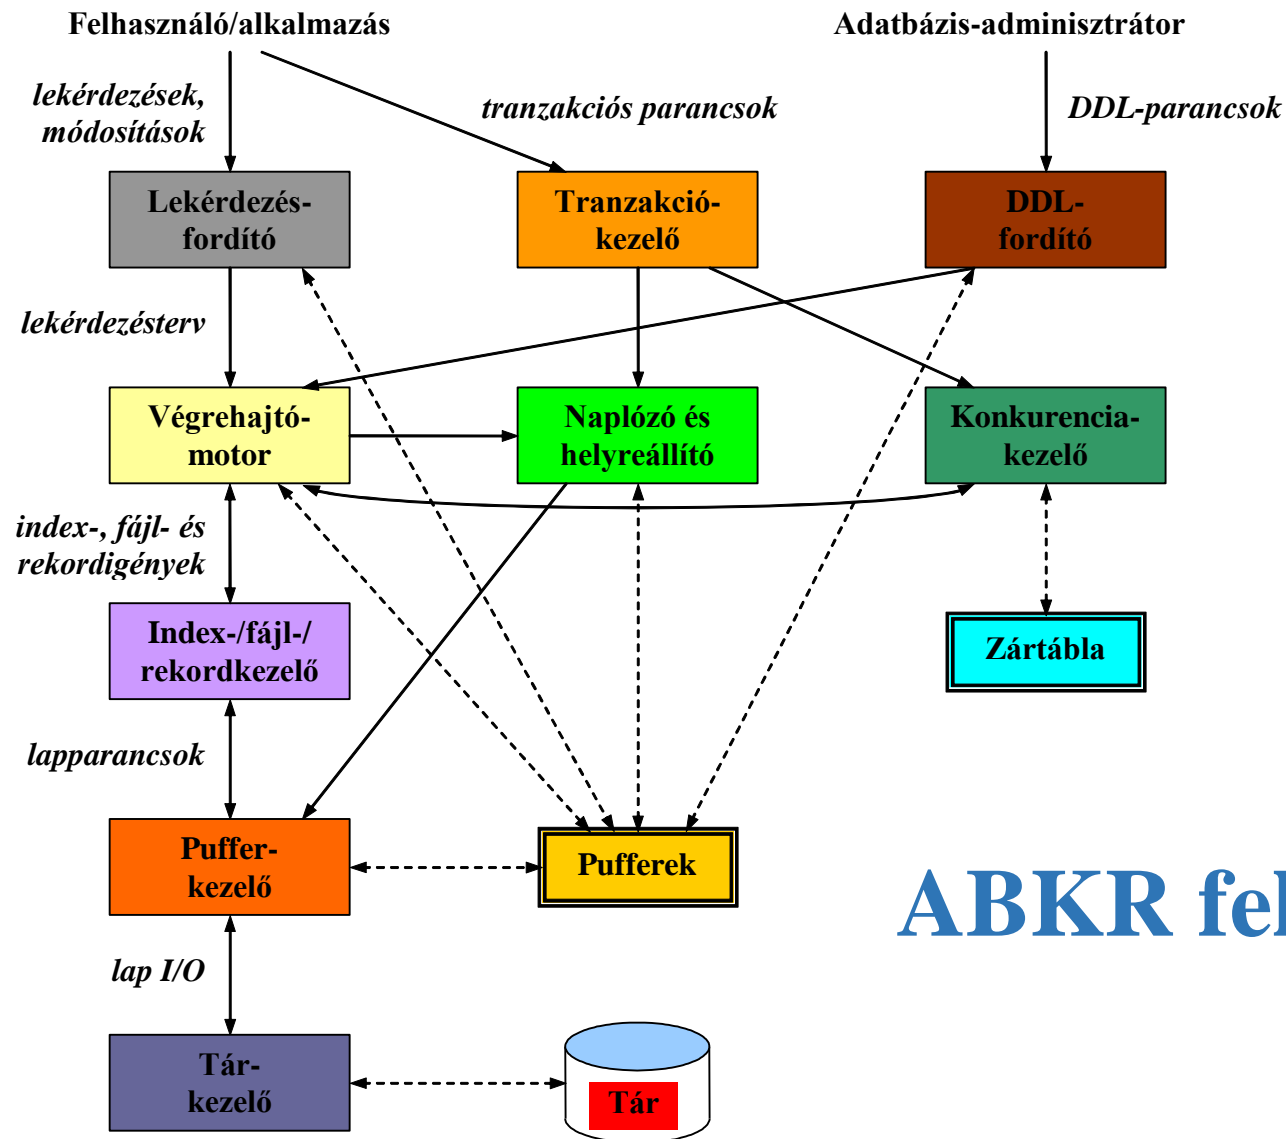 Felhasználó/alkalmazás
Adatbázis-adminisztrátor
lekérdezések,
módosítások
tranzakciós parancsok
DDL-parancsok
Lekérdezés-
fordító
Tranzakció-
kezelő
DDL-
fordító
lekérdezésterv
Végrehajtó-
motor
Naplózó és
helyreállító
Konkurencia-
kezelő
index-, fájl- és
rekordigények
Index-/fájl-/
rekordkezelő
Zártábla
lapparancsok
Puffer-
kezelő
Pufferek
ABKR fel
lap I/O
Tár-
kezelő
Tár